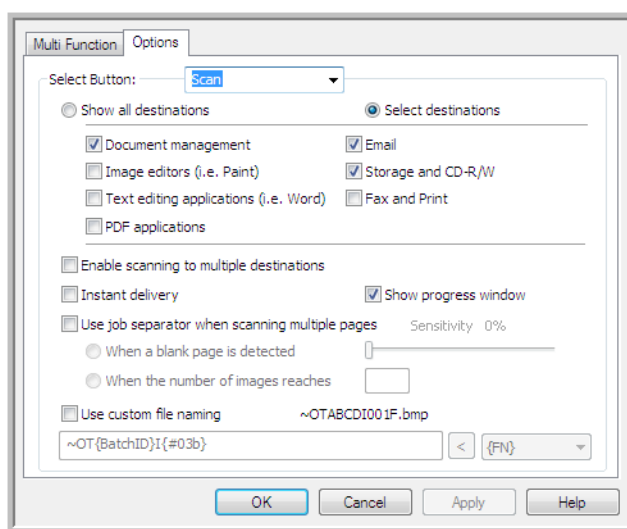 Multi Function Options
Select Button: Scan
Show all destinations Select destinations
Document management Email
Image editors (i.e. Paint) Storage and CD-R/W
Text editing applications (i.e. Word) Fax and Print
PDF applications
Enable scanning to multiple destinations
Instant delivery Show progress window
Use job separator when scanning multiple pages Sensitivity 0%
When a blank page is detected
When the number of images reaches
Use custom file naming ~OTABCDI001F.bmp
~OT{BatchID}I{#03b} < {FN}
OK Cancel Apply Help